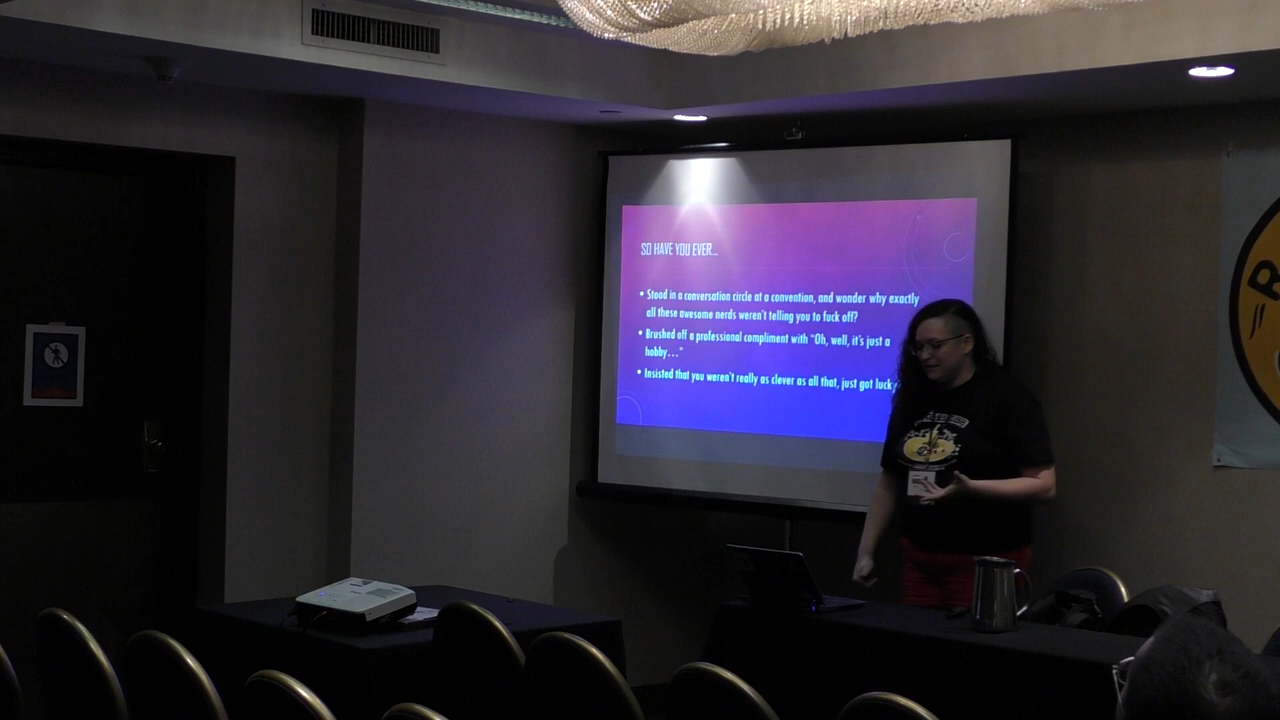 SO HAVE YOU EVER...
• Stood in a conversation circle at a convention, and wonder why exactly
all these awesome nerds weren't telling you to fuck off?
• Brushed off a professional compliment with "Oh, well, it's just a
hobby..."
• Insisted that you weren't really as clever as all that, just got lucky
B